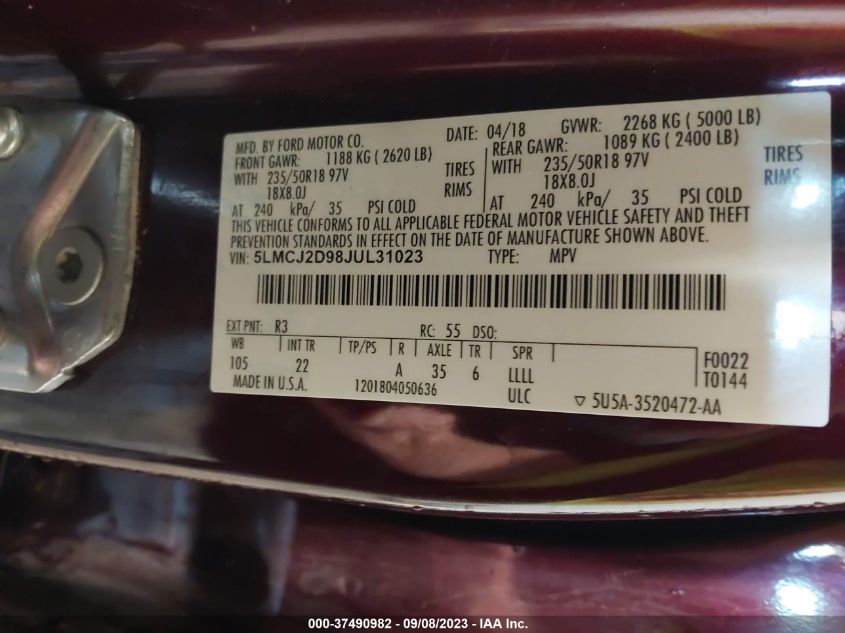 MFD. BY FORD MOTOR CO.
DATE: 04/18 GVWR: 2268 KG ( 5000 LB)
FRONT GAWR: 1188 KG ( 2620 LB)
REAR GAWR: 1089 KG ( 2400 LB)
WITH 235/50R18 97V TIRES
WITH 235/50R18 97V TIRES
18X8.0J RIMS
18X8.0J RIMS
AT 240 kPa/ 35 PSI COLD
AT 240 kPa/ 35 PSI COLD
THIS VEHICLE CONFORMS TO ALL APPLICABLE FEDERAL MOTOR VEHICLE SAFETY AND THEFT
PREVENTION STANDARDS IN EFFECT ON THE DATE OF MANUFACTURE SHOWN ABOVE.
VIN: 5LMCJ2D98JUL31023 TYPE: MPV
EXT PNT: R3 RC: 55 DSO:
WB INT TR TP/PS R AXLE TR SPR
105 22 A 35 6 LLLL
F0022
T0144
MADE IN U.S.A. 1201804050636 ULC ▽ 5U5A-3520472-AA
000-37490982 - 09/08/2023 - IAA Inc.